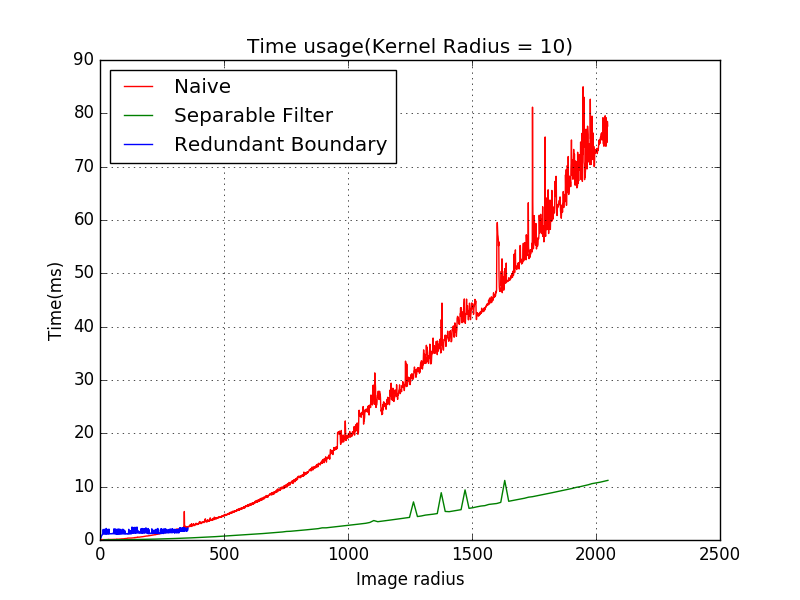 Time usage(Kernel Radius = 10)
Naive
Separable Filter
Redundant Boundary
90
80
70
60
50
40
30
20
10
0
Time(ms)
0 500 1000 1500 2000 2500
Image radius